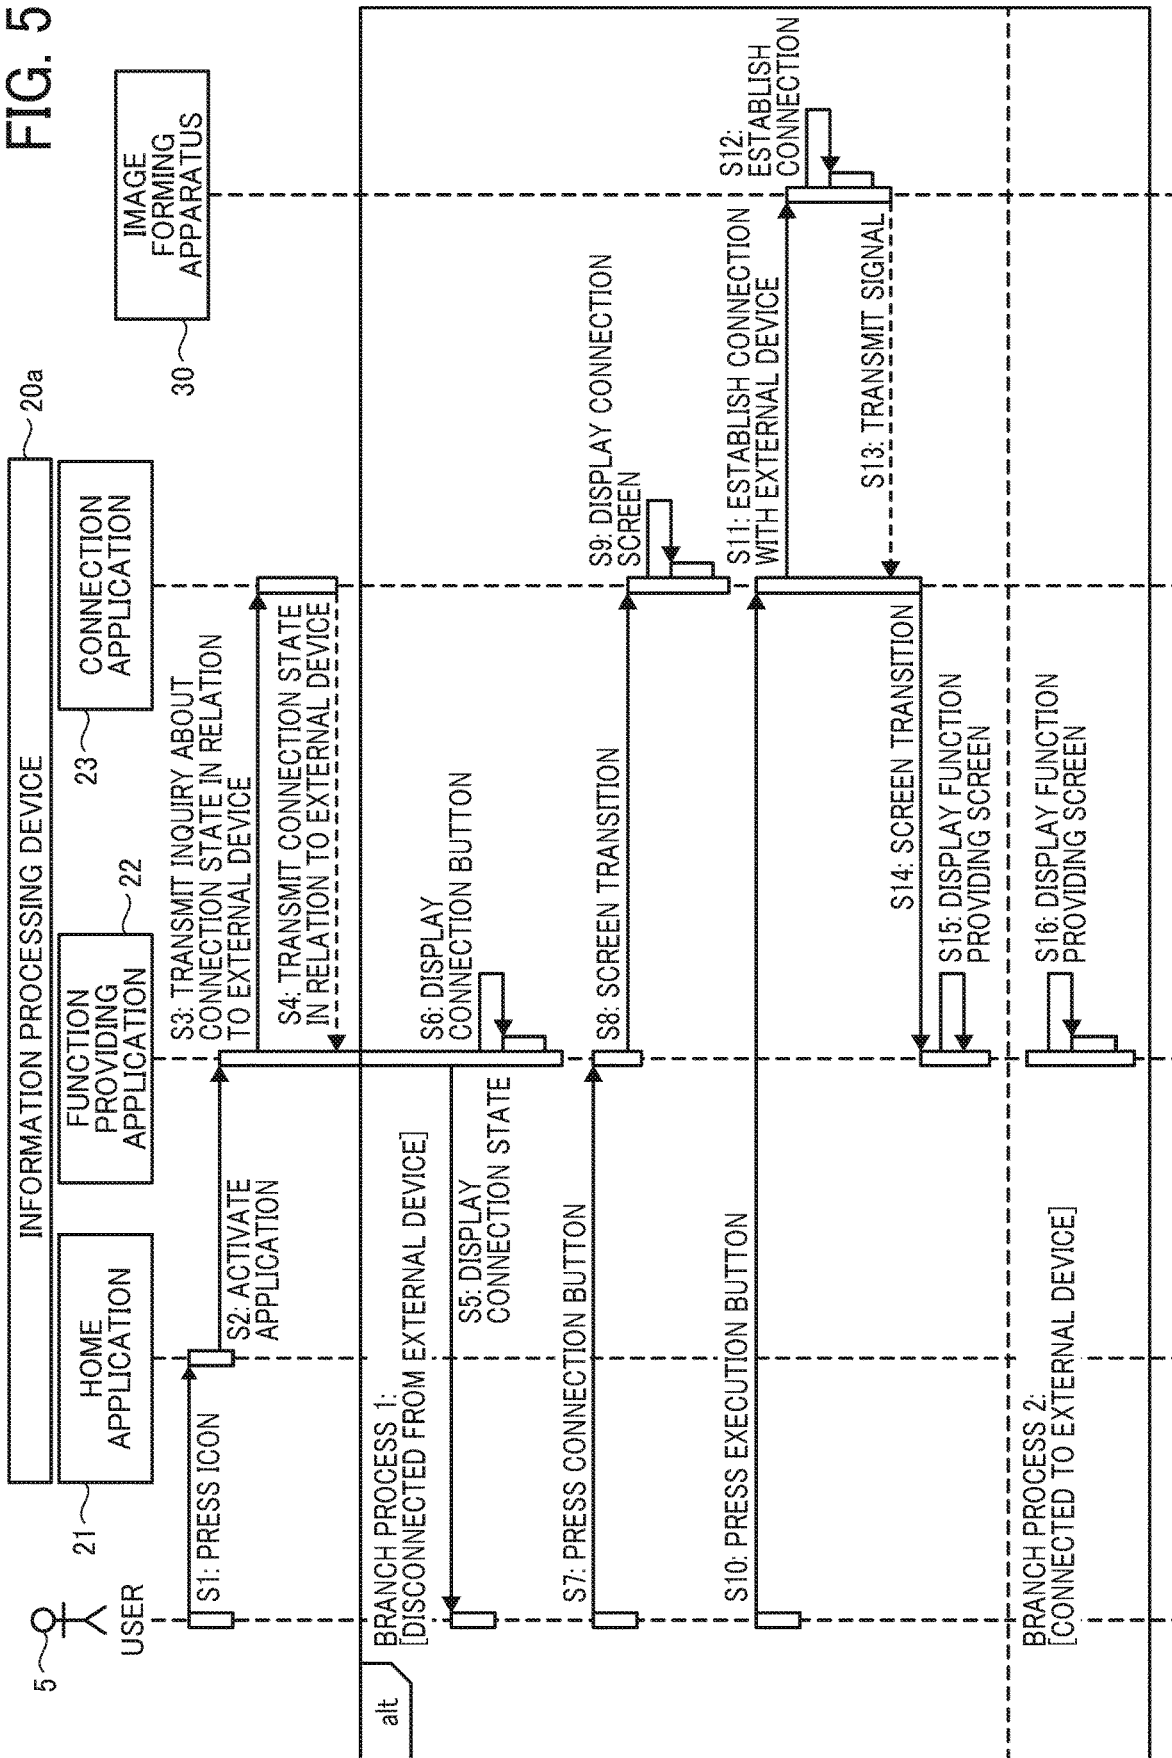 FIG. 5
INFORMATION PROCESSING DEVICE
20a
5
USER
21
HOME
APPLICATION
FUNCTION
PROVIDING
APPLICATION
22
23
CONNECTION
APPLICATION
30
IMAGE
FORMING
APPARATUS
S1: PRESS ICON
S2: ACTIVATE
APPLICATION
S3: TRANSMIT INQUIRY ABOUT
CONNECTION STATE IN RELATION
TO EXTERNAL DEVICE
S4: TRANSMIT CONNECTION STATE
IN RELATION TO EXTERNAL DEVICE
alt
BRANCH PROCESS 1:
[DISCONNECTED FROM EXTERNAL DEVICE]
S5: DISPLAY
CONNECTION STATE
S6: DISPLAY
CONNECTION BUTTON
S7: PRESS CONNECTION BUTTON
S8: SCREEN TRANSITION
S9: DISPLAY CONNECTION
SCREEN
S10: PRESS EXECUTION BUTTON
S11: ESTABLISH CONNECTION
WITH EXTERNAL DEVICE
S12:
ESTABLISH
CONNECTION
S13: TRANSMIT SIGNAL
S14: SCREEN TRANSITION
S15: DISPLAY FUNCTION
PROVIDING SCREEN
BRANCH PROCESS 2:
[CONNECTED TO EXTERNAL DEVICE]
S16: DISPLAY FUNCTION
PROVIDING SCREEN